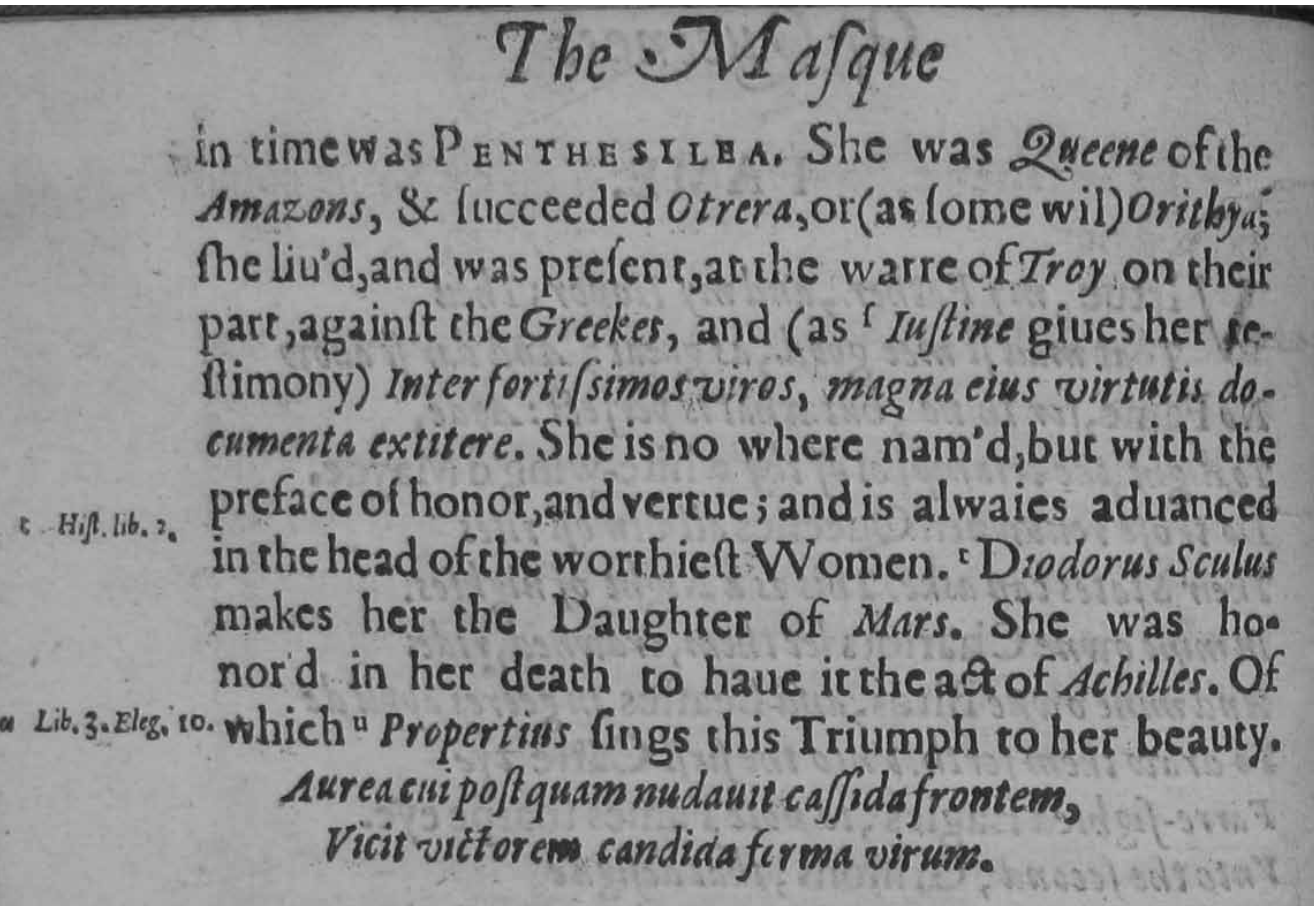 The Maſque
in time was PENTHESILEA. She was Queene of the
Amazons, & ſucceeded Otrera, or (as ſome wil) Orithya;
ſhe liu'd, and was preſent, at the warre of Troy on their
part, againſt the Greekes, and (as ſ Iuſtine giues her te-
ſtimony) Inter fortiſsimos viros, magna eius virtutis do-
cumenta extitere. She is no where nam'd, but with the
preface of honor, and vertue; and is alwaies aduanced
t Hiſt. lib. 2.
in the head of the worthieſt Women. t Diodorus Sculus
makes her the Daughter of Mars. She was ho-
nor'd in her death to haue it the act of Achilles. Of
u Lib. 3. Eleg. 10.
which u Propertius ſings this Triumph to her beauty.
Aurea cui poſtquam nudauit caſſida frontem,
Vicit victorem candida forma virum.